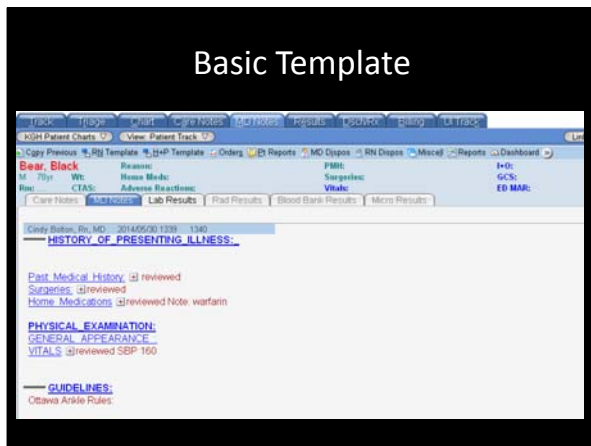 Basic Template
Track Triage Chart Care Notes MD Notes Results Dsch/Rx Billing UI Track
KGH Patient Charts View: Patient Track
Copy Previous RN Template H+P Template Orders Pt Reports MD Dispos RN Dispos Miscell Reports Dashboard
Bear, Black Reason: PMH: I+O:
M 78yr Wt: Home Meds: Surgeries: GCS:
Rm: CTAS: Adverse Reactions: Vitals: ED MAR:
Care Notes MD Notes Lab Results Rad Results Blood Bank Results Micro Results
Cindy Bolton, Rn, MD 2014/05/30 1339 1340
HISTORY_OF_PRESENTING_ILLNESS:_
Past Medical History: reviewed
Surgeries: reviewed
Home Medications reviewed Note: warfarin
PHYSICAL_EXAMINATION:
GENERAL_APPEARANCE_:
VITALS reviewed SBP 160
GUIDELINES:
Ottawa Ankle Rules: